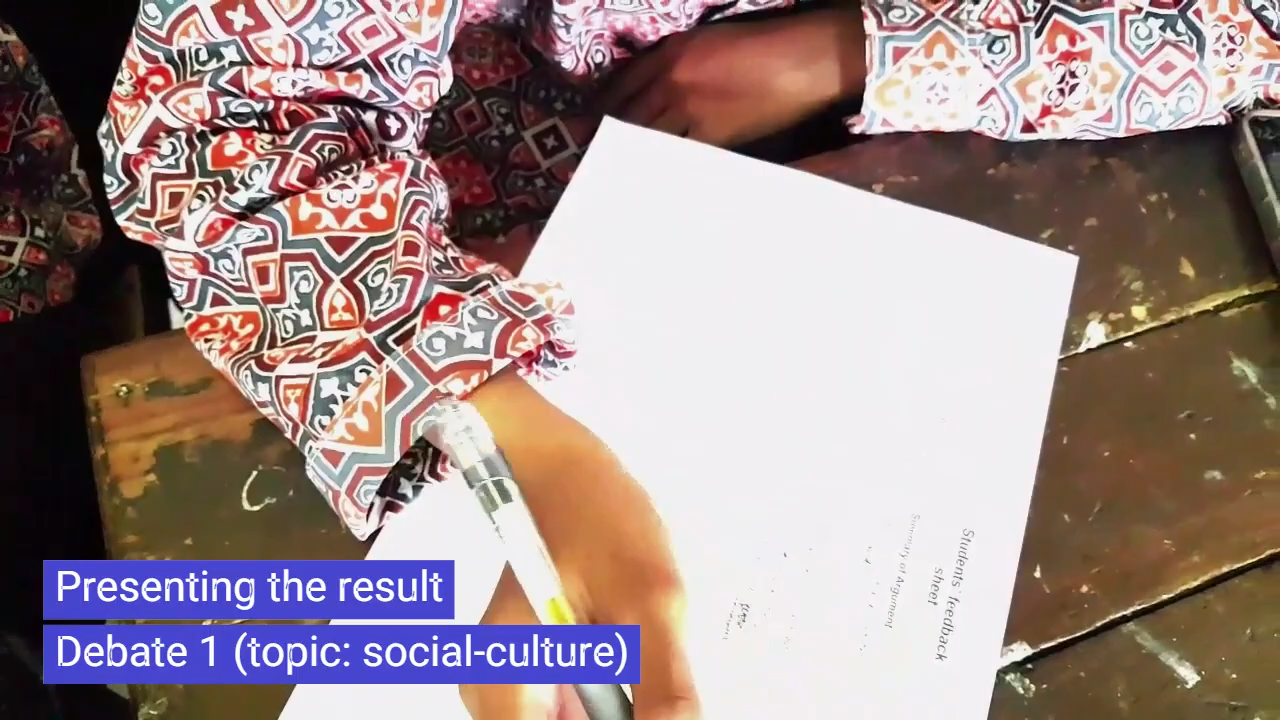 Presenting the result
Debate 1 (topic: social-culture)
Students' feedback
sheet
Summary of Argument